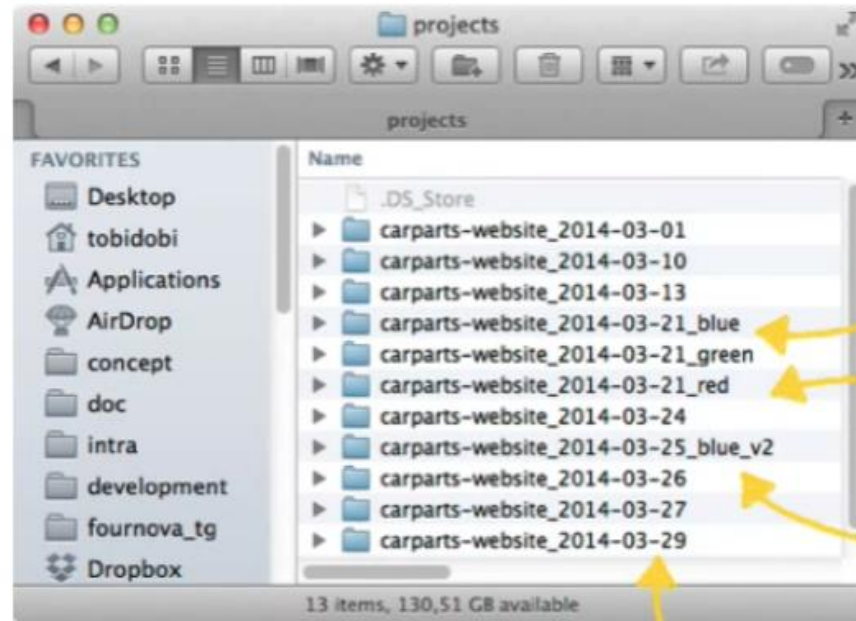 projects
projects
FAVORITES
Desktop
tobidobi
Applications
AirDrop
concept
doc
intra
development
fournova_tg
Dropbox
Name
.DS_Store
carparts-website_2014-03-01
carparts-website_2014-03-10
carparts-website_2014-03-13
carparts-website_2014-03-21_blue
carparts-website_2014-03-21_green
carparts-website_2014-03-21_red
carparts-website_2014-03-24
carparts-website_2014-03-25_blue_v2
carparts-website_2014-03-26
carparts-website_2014-03-27
carparts-website_2014-03-29
13 items, 130,51 GB available